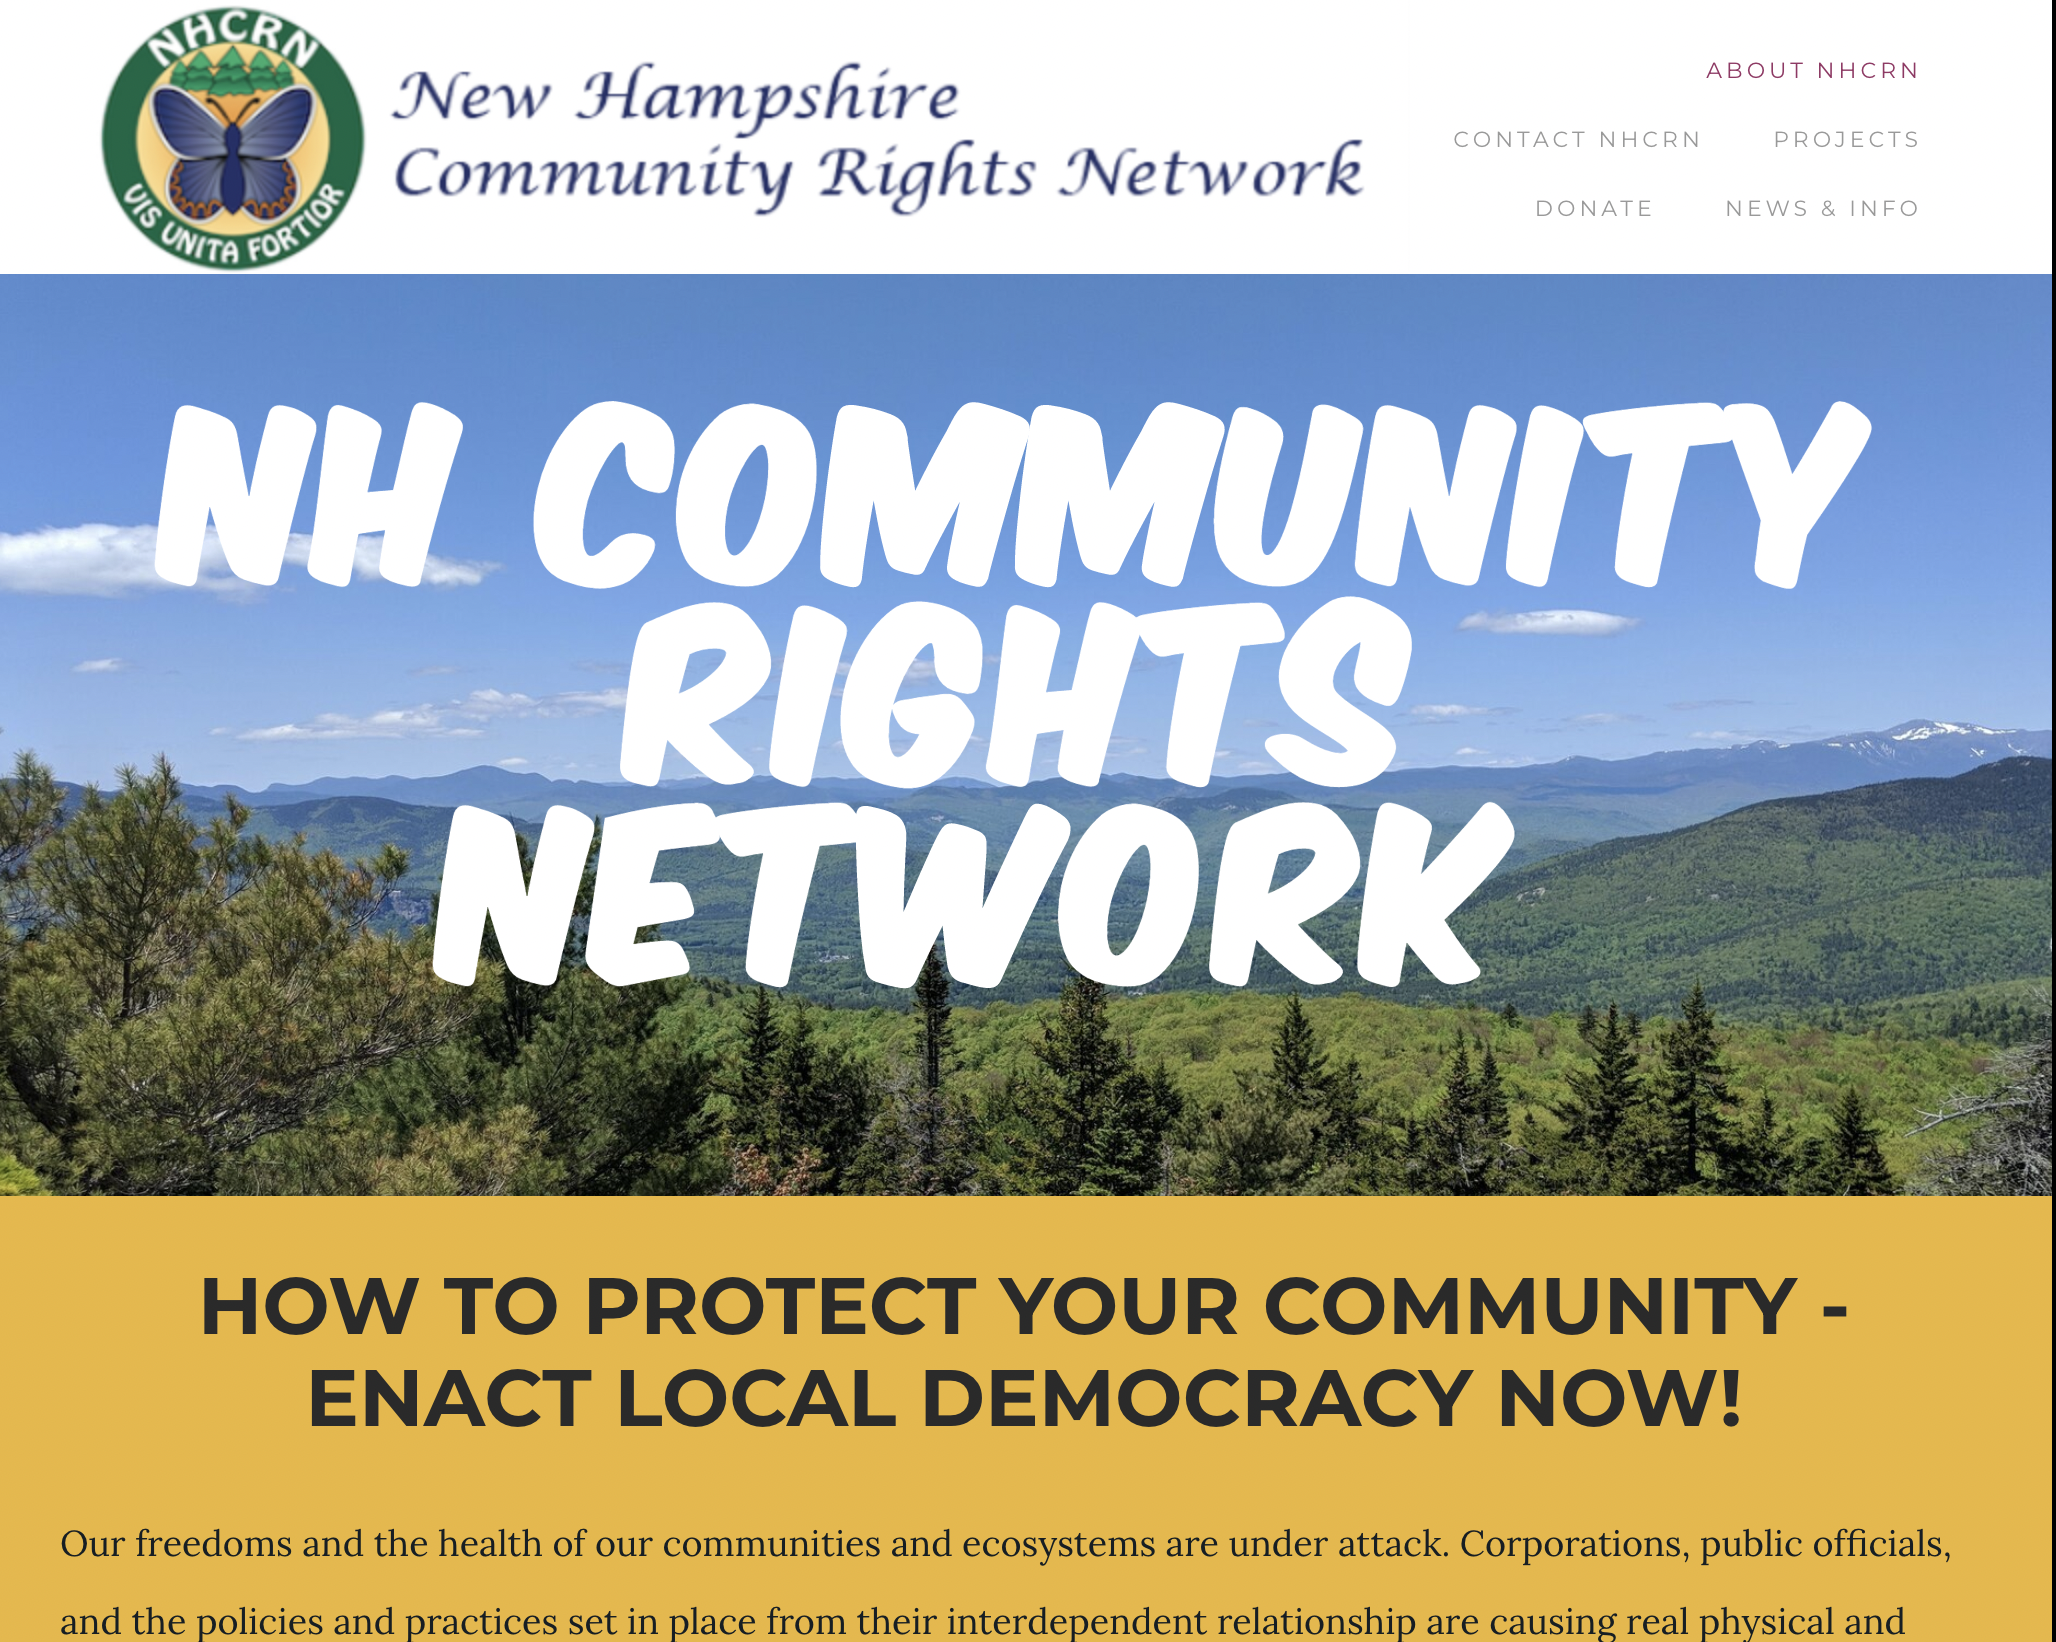 NHCRN
VIS UNITA FORTIOR
New Hampshire
Community Rights Network
ABOUT NHCRN
CONTACT NHCRN PROJECTS
DONATE NEWS & INFO
NH COMMUNITY
RIGHTS
NETWORK
HOW TO PROTECT YOUR COMMUNITY -
ENACT LOCAL DEMOCRACY NOW!
Our freedoms and the health of our communities and ecosystems are under attack. Corporations, public officials,
and the policies and practices set in place from their interdependent relationship are causing real physical and